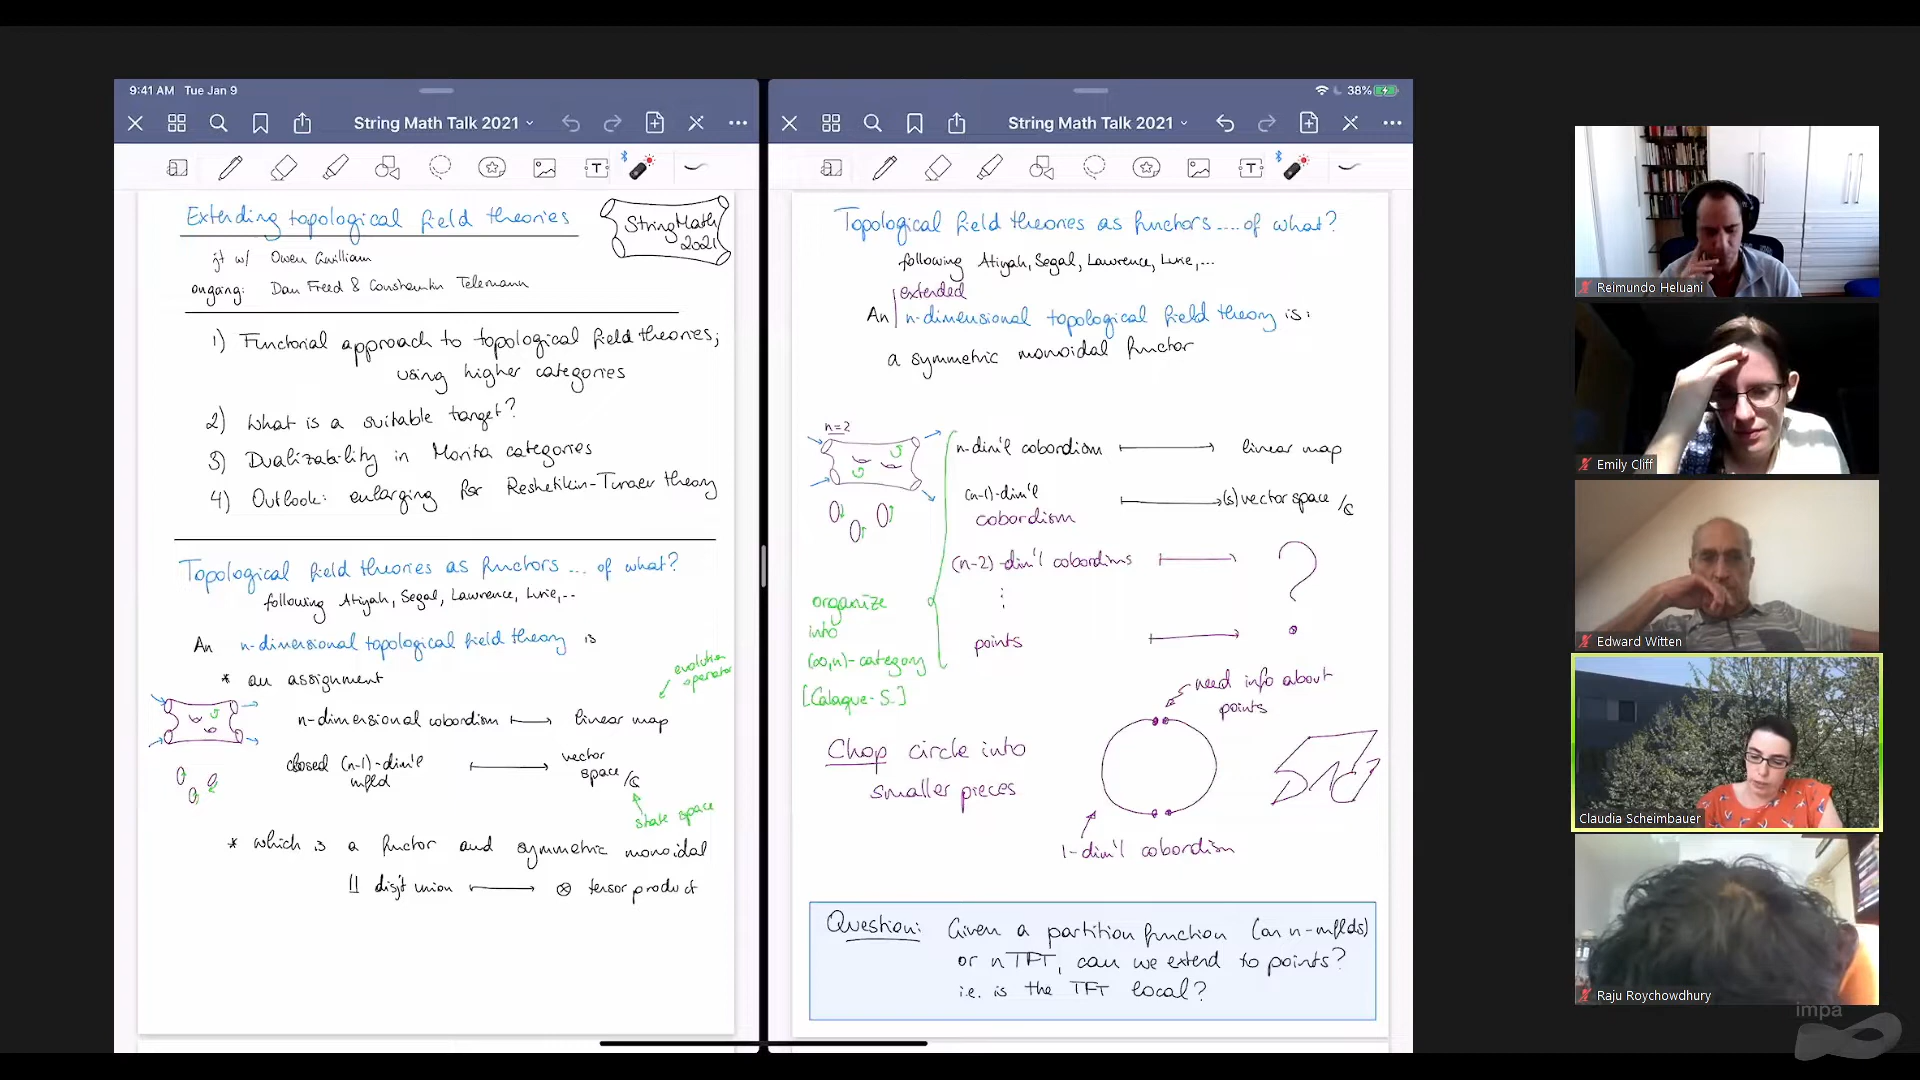 9:41 AM Tue Jan 9
String Math Talk 2021
Extending topological field theories
StringMath
2021
jt w/ Owen Gwilliam
ongoing: Dan Freed & Constantin Teleman
1) Functorial approach to topological field theories;
using higher categories
2) What is a suitable target?
3) Dualizability in Morita categories
4) Outlook: enlarging for Reshetikin-Turaev theory
Topological field theories as functors ... of what?
following Atiyah, Segal, Lawrence, Lurie,...
An n-dimensional topological field theory is
* an assignment
evolution
operator
n-dimensional cobordism ⟼ linear map
closed (n-1)-dim'l
mfld ⟼ vector
space /ℂ
state space
* which is a functor and symmetric monoidal
∐ disjt union ⟼ ⊗ tensor product
38%
String Math Talk 2021
Topological field theories as functors .... of what?
following Atiyah, Segal, Lawrence, Lurie,...
extended
An n-dimensional topological field theory is:
a symmetric monoidal functor
n=2
n-dim'l cobordism ⟼ linear map
(n-1)-dim'l
cobordism ⟼ (s) vector space /ℂ
(n-2)-dim'l cobordims ⟼ ?
⋮
points ⟼
organize
into
(∞,n)-category
[Calaque-S.]
need info about
points
Chop circle into
smaller pieces
1-dim'l cobordism
Question: Given a partition function (on n-mflds)
or nTFT, can we extend to points?
i.e. is the TFT local?
Reimundo Heluani
Emily Cliff
Edward Witten
Claudia Scheimbauer
Raju Roychowdhury
impa